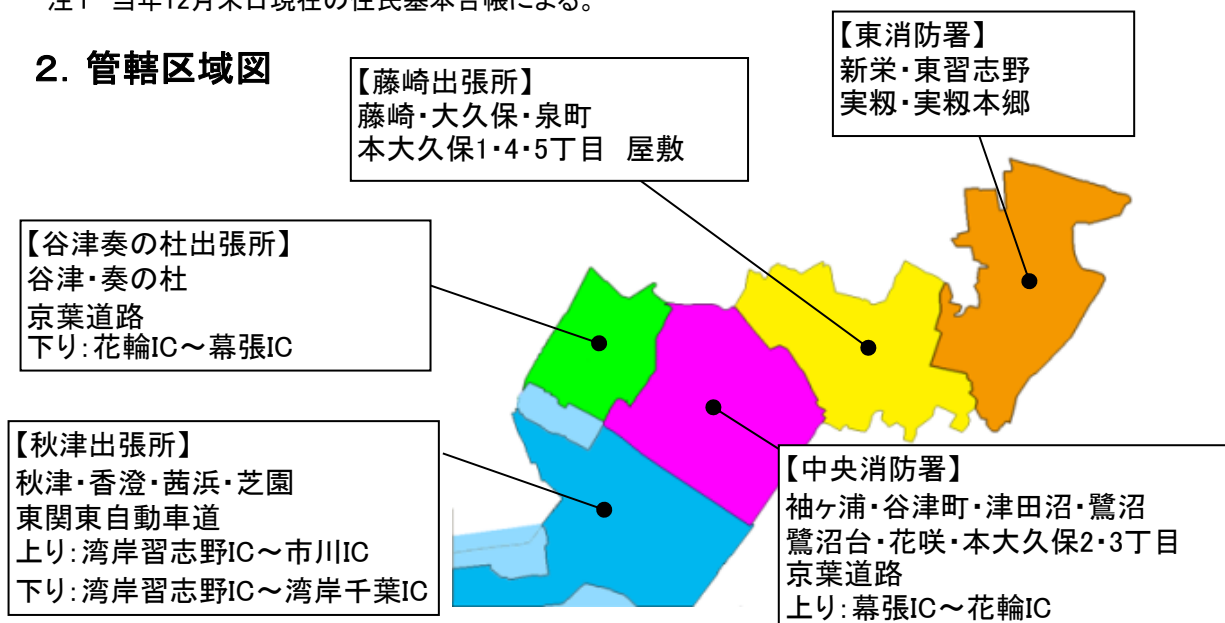 注1 当年12月末日現在の住民基本台帳による。
2. 管轄区域図
【藤崎出張所】
藤崎・大久保・泉町
本大久保1・4・5丁目 屋敷
【東消防署】
新栄・東習志野
実籾・実籾本郷
【谷津奏の杜出張所】
谷津・奏の杜
京葉道路
下り:花輪IC~幕張IC
【秋津出張所】
秋津・香澄・茜浜・芝園
東関東自動車道
上り:湾岸習志野IC~市川IC
下り:湾岸習志野IC~湾岸千葉IC
【中央消防署】
袖ヶ浦・谷津町・津田沼・鷺沼
鷺沼台・花咲・本大久保2・3丁目
京葉道路
上り:幕張IC~花輪IC